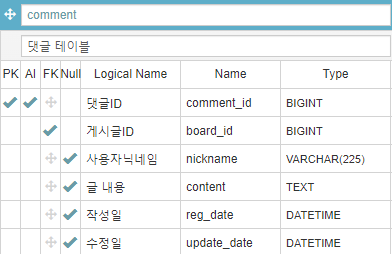 comment
댓글 테이블
PK AI FK Null Logical Name Name Type
댓글ID comment_id BIGINT
게시글ID board_id BIGINT
사용자닉네임 nickname VARCHAR(225)
글 내용 content TEXT
작성일 reg_date DATETIME
수정일 update_date DATETIME